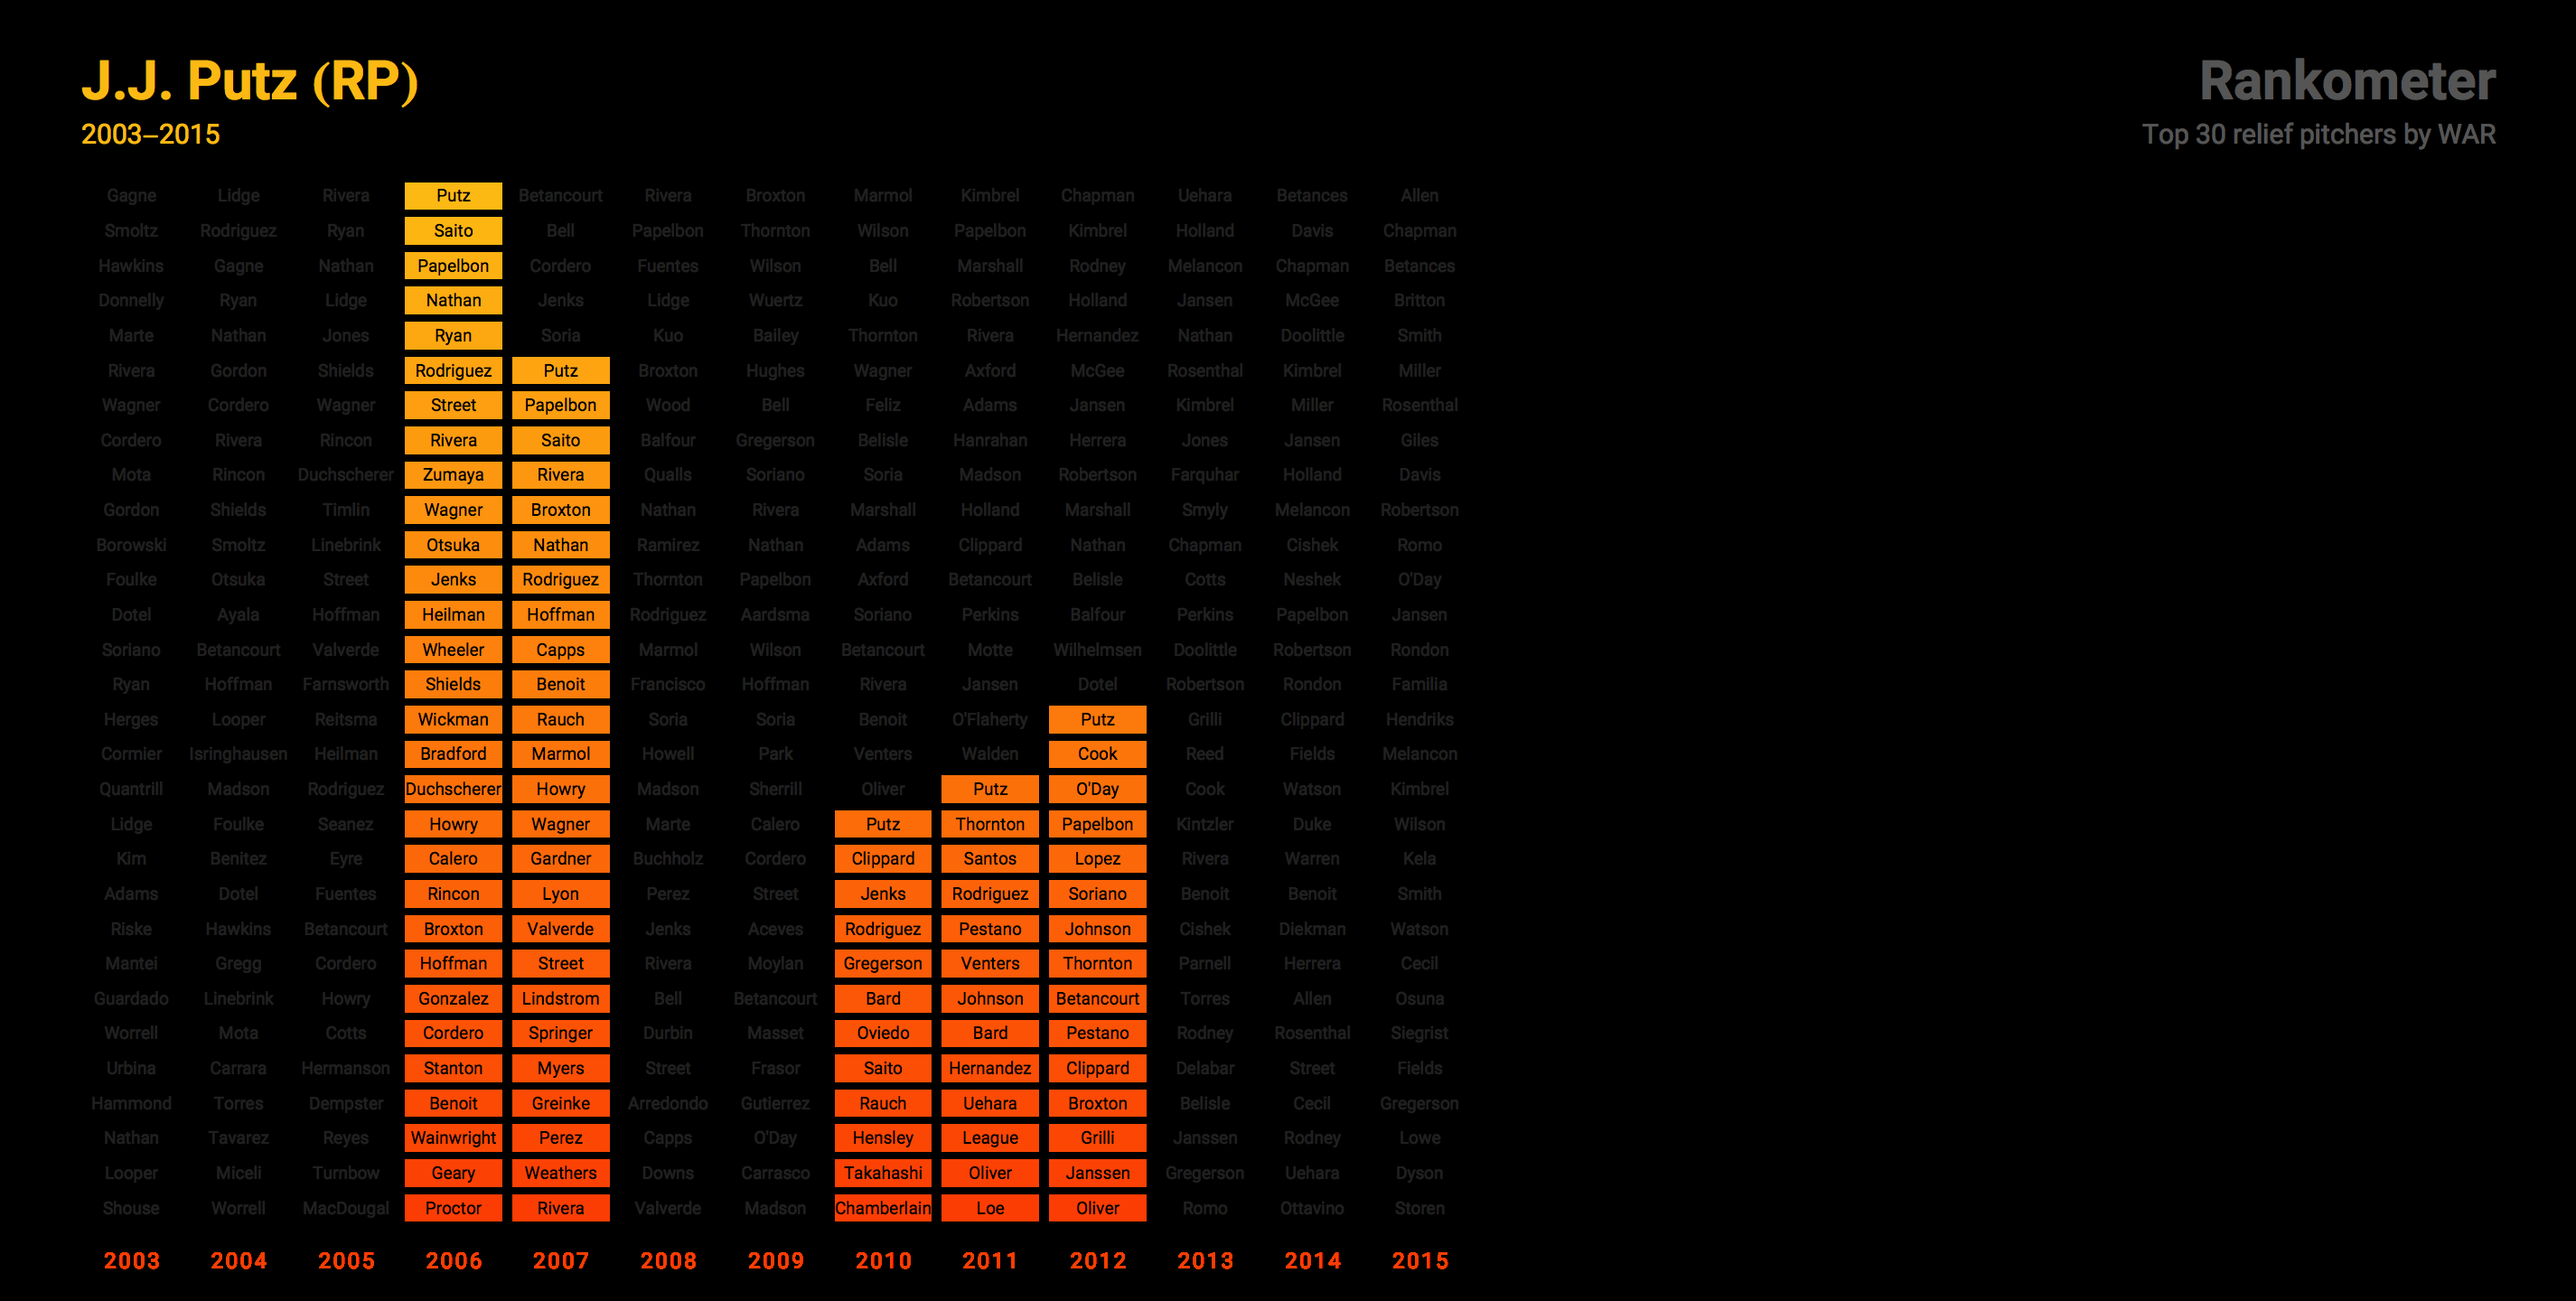 J.J. Putz (RP)
2003–2015
Rankometer
Top 30 relief pitchers by WAR
Gagne Lidge Rivera Putz Betancourt Rivera Broxton Marmol Kimbrel Chapman Uehara Betances Allen
Smoltz Rodriguez Ryan Saito Bell Papelbon Thornton Wilson Papelbon Kimbrel Holland Davis Chapman
Hawkins Gagne Nathan Papelbon Cordero Fuentes Wilson Bell Marshall Rodney Melancon Chapman Betances
Donnelly Ryan Lidge Nathan Jenks Lidge Wuertz Kuo Robertson Holland Jansen McGee Britton
Marte Nathan Jones Ryan Soria Kuo Bailey Thornton Rivera Hernandez Nathan Doolittle Smith
Rivera Gordon Shields Rodriguez Putz Broxton Hughes Wagner Axford McGee Rosenthal Kimbrel Miller
Wagner Cordero Wagner Street Papelbon Wood Bell Feliz Adams Jansen Kimbrel Miller Rosenthal
Cordero Rivera Rincon Rivera Saito Balfour Gregerson Belisle Hanrahan Herrera Jones Jansen Giles
Mota Rincon Duchscherer Zumaya Rivera Qualls Soriano Soria Madson Robertson Farquhar Holland Davis
Gordon Shields Timlin Wagner Broxton Nathan Rivera Marshall Holland Marshall Smyly Melancon Robertson
Borowski Smoltz Linebrink Otsuka Nathan Ramirez Nathan Adams Clippard Nathan Chapman Cishek Romo
Foulke Otsuka Street Jenks Rodriguez Thornton Papelbon Axford Betancourt Belisle Cotts Neshek O'Day
Dotel Ayala Hoffman Heilman Hoffman Rodriguez Aardsma Soriano Perkins Balfour Perkins Papelbon Jansen
Soriano Betancourt Valverde Wheeler Capps Marmol Wilson Betancourt Motte Wilhelmsen Doolittle Robertson Rondon
Ryan Hoffman Farnsworth Shields Benoit Francisco Hoffman Rivera Jansen Dotel Robertson Rondon Familia
Herges Looper Reitsma Wickman Rauch Soria Soria Benoit O'Flaherty Putz Grilli Clippard Hendriks
Cormier Isringhausen Heilman Bradford Marmol Howell Park Venters Walden Cook Reed Fields Melancon
Quantrill Madson Rodriguez Duchscherer Howry Madson Sherrill Oliver Putz O'Day Cook Watson Kimbrel
Lidge Foulke Seanez Howry Wagner Marte Calero Putz Thornton Papelbon Kintzler Duke Wilson
Kim Benitez Eyre Calero Gardner Buchholz Cordero Clippard Santos Lopez Rivera Warren Kela
Adams Dotel Fuentes Rincon Lyon Perez Street Jenks Rodriguez Soriano Benoit Benoit Smith
Riske Hawkins Betancourt Broxton Valverde Jenks Aceves Rodriguez Pestano Johnson Cishek Diekman Watson
Mantei Gregg Cordero Hoffman Street Rivera Moylan Gregerson Venters Thornton Parnell Herrera Cecil
Guardado Linebrink Howry Gonzalez Lindstrom Bell Betancourt Bard Johnson Betancourt Torres Allen Osuna
Worrell Mota Cotts Cordero Springer Durbin Masset Oviedo Bard Pestano Rodney Rosenthal Siegrist
Urbina Carrara Hermanson Stanton Myers Street Frasor Saito Hernandez Clippard Delabar Street Fields
Hammond Torres Dempster Benoit Greinke Arredondo Gutierrez Rauch Uehara Broxton Belisle Cecil Gregerson
Nathan Tavarez Reyes Wainwright Perez Capps O'Day Hensley League Grilli Janssen Rodney Lowe
Looper Miceli Turnbow Geary Weathers Downs Carrasco Takahashi Oliver Janssen Gregerson Uehara Dyson
Shouse Worrell MacDougal Proctor Rivera Valverde Madson Chamberlain Loe Oliver Romo Ottavino Storen
2003 2004 2005 2006 2007 2008 2009 2010 2011 2012 2013 2014 2015